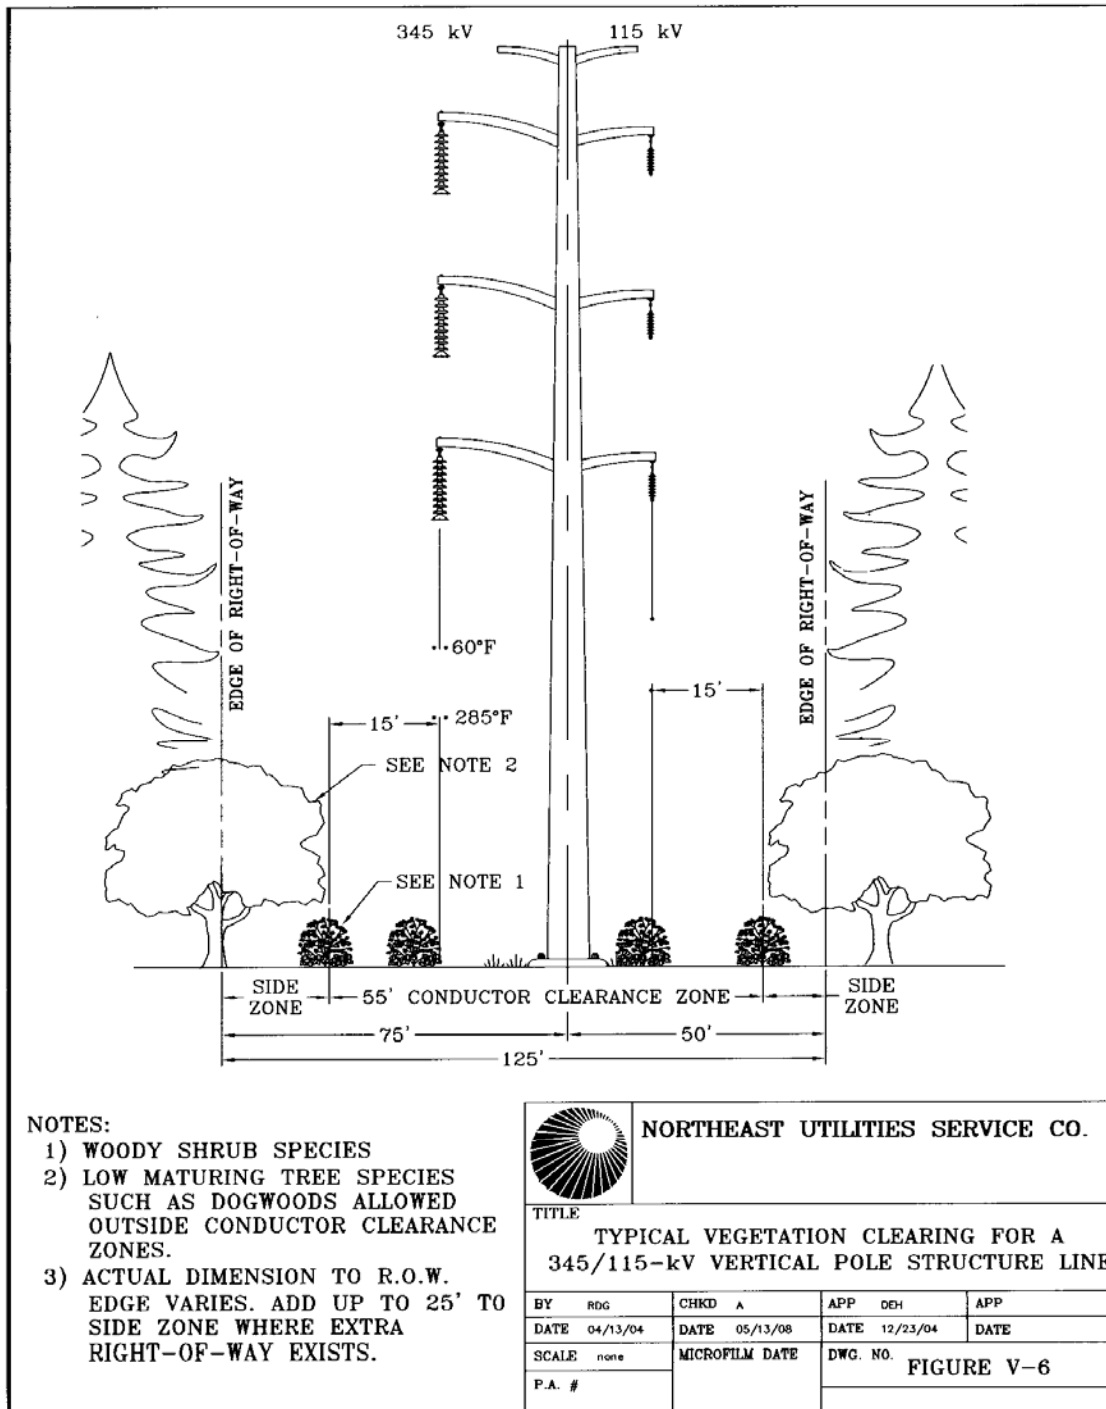 345 kV
115 kV
EDGE OF RIGHT-OF-WAY
EDGE OF RIGHT-OF-WAY
60°F
15'
285°F
15'
SEE NOTE 2
SEE NOTE 1
SIDE
ZONE
55' CONDUCTOR CLEARANCE ZONE
SIDE
ZONE
75'
50'
125'
NOTES:
1) WOODY SHRUB SPECIES
2) LOW MATURING TREE SPECIES
SUCH AS DOGWOODS ALLOWED
OUTSIDE CONDUCTOR CLEARANCE
ZONES.
3) ACTUAL DIMENSION TO R.O.W.
EDGE VARIES. ADD UP TO 25' TO
SIDE ZONE WHERE EXTRA
RIGHT-OF-WAY EXISTS.
NORTHEAST UTILITIES SERVICE CO.
TITLE
TYPICAL VEGETATION CLEARING FOR A
345/115-kV VERTICAL POLE STRUCTURE LINE
BY RDG CHKD A APP DEH APP
DATE 04/13/04 DATE 05/13/08 DATE 12/23/04 DATE
SCALE none MICROFILM DATE DWG. NO. FIGURE V-6
P.A. #